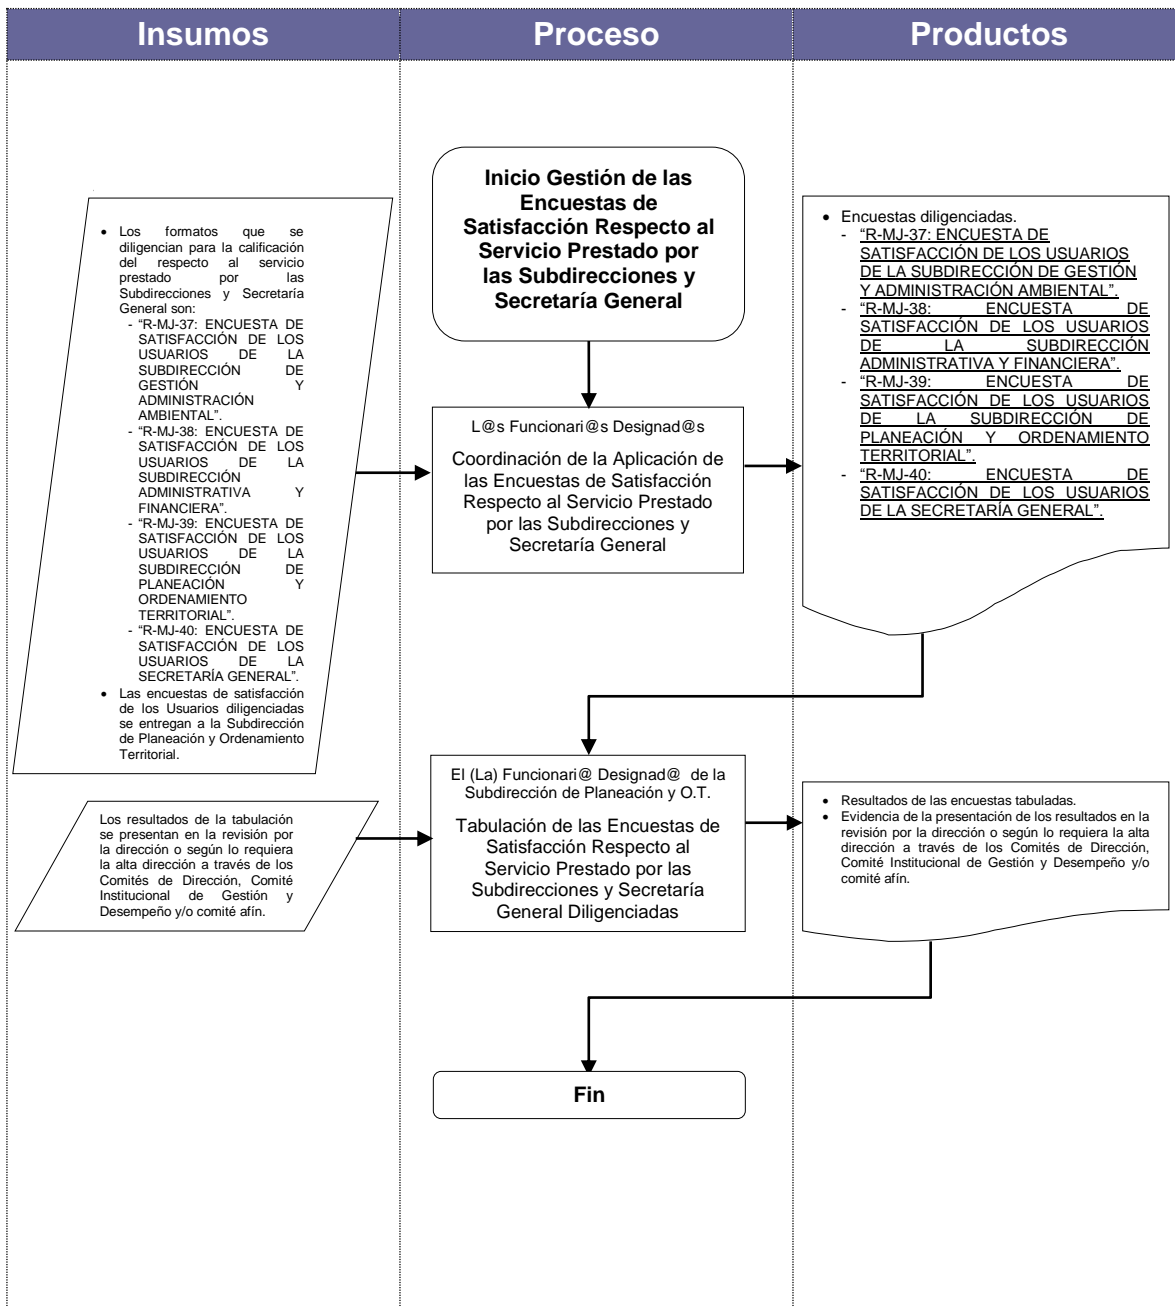 Insumos
Proceso
Productos
Inicio Gestión de las
Encuestas de
Satisfacción Respecto al
Servicio Prestado por
las Subdirecciones y
Secretaría General
• Los formatos que se
diligencian para la calificación
del respecto al servicio
prestado por las
Subdirecciones y Secretaría
General son:
- “R-MJ-37: ENCUESTA DE
SATISFACCIÓN DE LOS
USUARIOS DE LA
SUBDIRECCIÓN DE
GESTIÓN Y
ADMINISTRACIÓN
AMBIENTAL”.
- “R-MJ-38: ENCUESTA DE
SATISFACCIÓN DE LOS
USUARIOS DE LA
SUBDIRECCIÓN
ADMINISTRATIVA Y
FINANCIERA”.
- “R-MJ-39: ENCUESTA DE
SATISFACCIÓN DE LOS
USUARIOS DE LA
SUBDIRECCIÓN DE
PLANEACIÓN Y
ORDENAMIENTO
TERRITORIAL”.
- “R-MJ-40: ENCUESTA DE
SATISFACCIÓN DE LOS
USUARIOS DE LA
SECRETARÍA GENERAL”.
• Las encuestas de satisfacción
de los Usuarios diligenciadas
se entregan a la Subdirección
de Planeación y Ordenamiento
Territorial.
L@s Funcionari@s Designad@s
Coordinación de la Aplicación de
las Encuestas de Satisfacción
Respecto al Servicio Prestado
por las Subdirecciones y
Secretaría General
• Encuestas diligenciadas.
- “R-MJ-37: ENCUESTA DE
SATISFACCIÓN DE LOS USUARIOS
DE LA SUBDIRECCIÓN DE GESTIÓN
Y ADMINISTRACIÓN AMBIENTAL”.
- “R-MJ-38: ENCUESTA DE
SATISFACCIÓN DE LOS USUARIOS
DE LA SUBDIRECCIÓN
ADMINISTRATIVA Y FINANCIERA”.
- “R-MJ-39: ENCUESTA DE
SATISFACCIÓN DE LOS USUARIOS
DE LA SUBDIRECCIÓN DE
PLANEACIÓN Y ORDENAMIENTO
TERRITORIAL”.
- “R-MJ-40: ENCUESTA DE
SATISFACCIÓN DE LOS USUARIOS
DE LA SECRETARÍA GENERAL”.
Los resultados de la tabulación
se presentan en la revisión por
la dirección o según lo requiera
la alta dirección a través de los
Comités de Dirección, Comité
Institucional de Gestión y
Desempeño y/o comité afín.
El (La) Funcionari@ Designad@ de la
Subdirección de Planeación y O.T.
Tabulación de las Encuestas de
Satisfacción Respecto al
Servicio Prestado por las
Subdirecciones y Secretaría
General Diligenciadas
• Resultados de las encuestas tabuladas.
• Evidencia de la presentación de los resultados en la
revisión por la dirección o según lo requiera la alta
dirección a través de los Comités de Dirección,
Comité Institucional de Gestión y Desempeño y/o
comité afín.
Fin